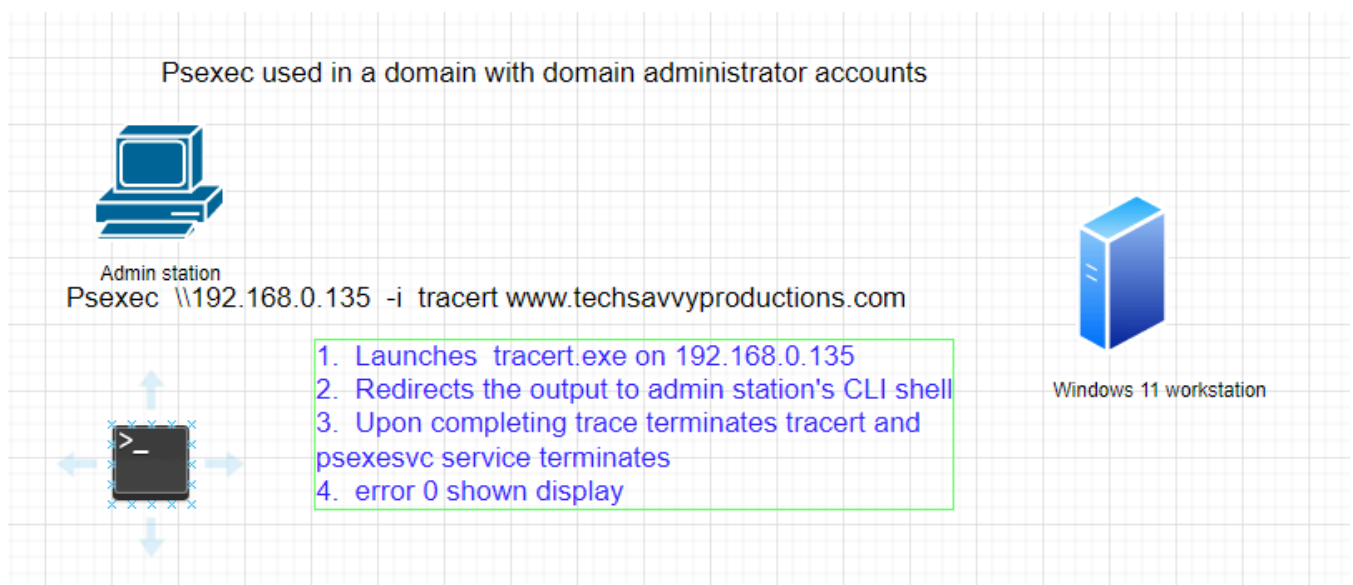 Psexec used in a domain with domain administrator accounts
Admin station
Psexec \\192.168.0.135 -i tracert www.techsavvyproductions.com
1. Launches tracert.exe on 192.168.0.135
2. Redirects the output to admin station's CLI shell
3. Upon completing trace terminates tracert and
psexesvc service terminates
4. error 0 shown display
Windows 11 workstation
>_